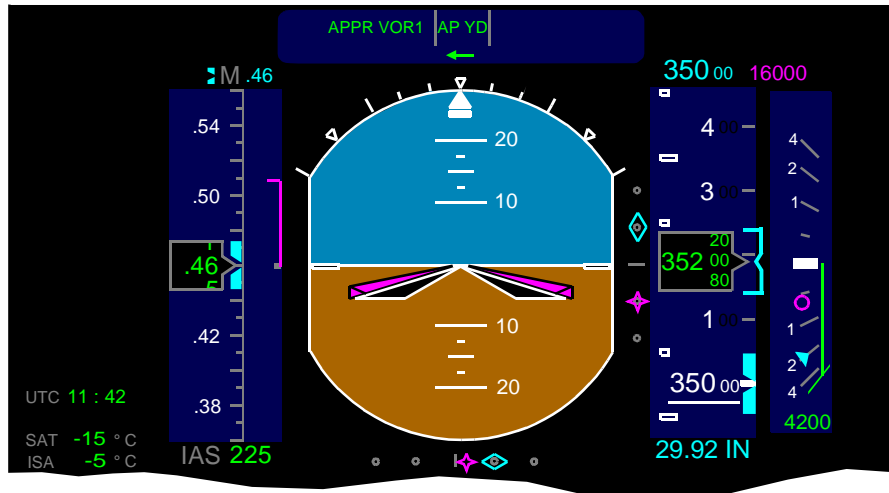 APPR VOR1 AP YD
M .46
350 00 16000
.54
.50
.46
.42
.38
IAS 225
20
10
10
20
4 00
3 00
352 20 00 80
1 00
350 00
29.92 IN
4
2
1
1
2
4
4200
UTC 11 : 42
SAT -15 °C
ISA -5 °C